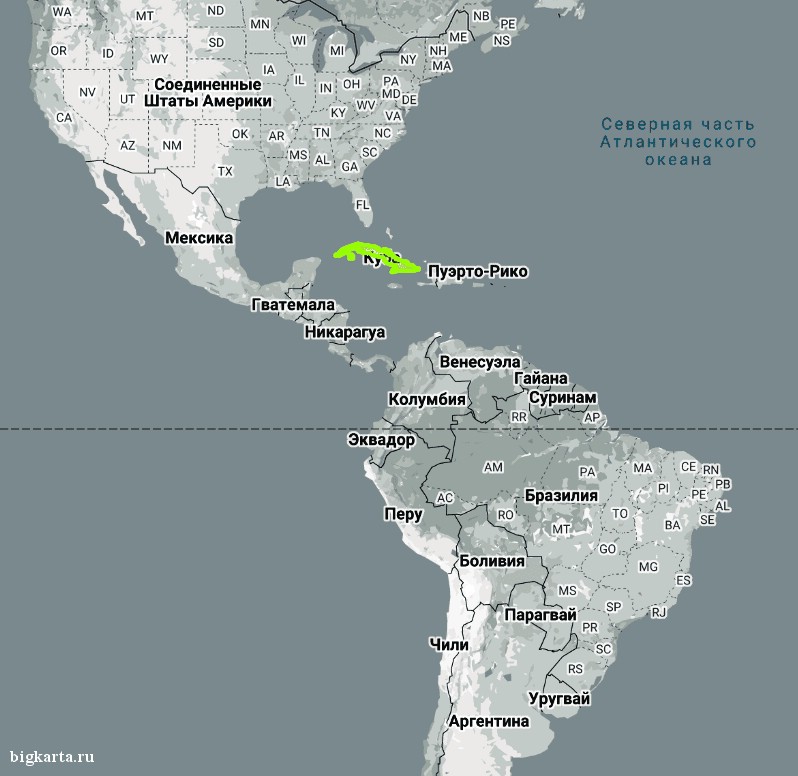 WA
MT
ND
MN
NB
PE
NS
ME
OR
ID
SD
WI
MI
NH
NY
MA
WY
IA
Соединенные
Штаты Америки
NV
UT
IL
IN
OH
PA
MD
DE
WV
KY
VA
CA
Северная часть
Атлантического
океана
AZ
NM
OK
AR
TN
NC
MS
AL
SC
GA
TX
LA
FL
Мексика
Пуэрто-Рико
Гватемала
Никарагуа
Венесуэла
Гайана
Колумбия
Суринам
RR
AP
Эквадор
AM
PA
MA
CE
RN
PB
PI
PE
AL
AC
Бразилия
Перу
RO
TO
SE
MT
BA
GO
Боливия
MG
ES
MS
SP
RJ
Парагвай
PR
Чили
SC
RS
Уругвай
Аргентина
bigkarta.ru